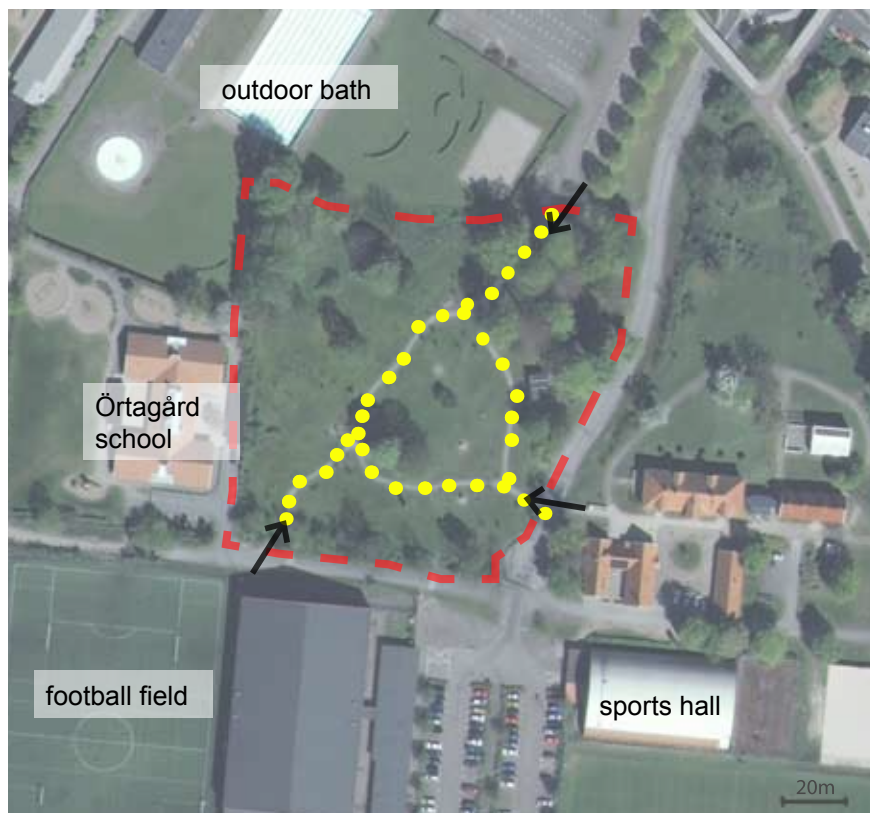 outdoor bath
Örtagård
school
football field
sports hall
20m